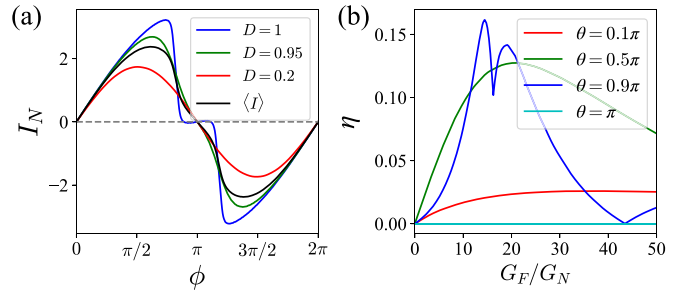 (a)
I_N
2
0
−2
D = 1
D = 0.95
D = 0.2
⟨I⟩
0
π/2
π
3π/2
2π
ϕ
(b)
η
0.15
0.10
0.05
0.00
θ = 0.1π
θ = 0.5π
θ = 0.9π
θ = π
0
10
20
30
40
50
G_F/G_N